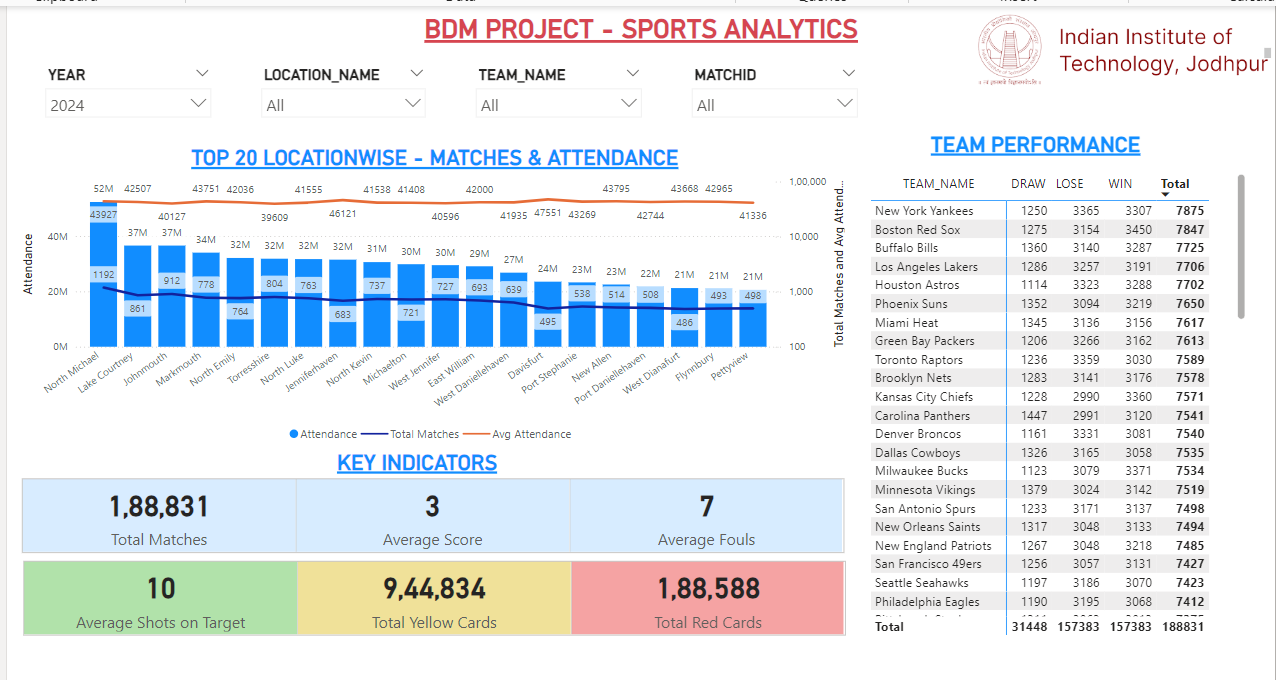 BDM PROJECT - SPORTS ANALYTICS
Indian Institute of
Technology, Jodhpur
YEAR
2024
LOCATION_NAME
All
TEAM_NAME
All
MATCHID
All
TOP 20 LOCATIONWISE - MATCHES & ATTENDANCE
52M 42507 43751 42036 41555 41538 41408 42000 43795 43668 42965
43927 40127 39609 46121 40596 41935 47551 43269 42744 41336
37M 37M 34M 32M 32M 32M 32M 31M 30M 30M 29M 27M 24M 23M 23M 22M 21M 21M 21M
1192 861 912 778 764 804 763 683 737 721 727 693 639 495 538 514 508 486 493 498
Attendance
40M
20M
0M
1,00,000
10,000
1,000
100
Total Matches and Avg Attend...
North Michael
Lake Courtney
Johnmouth
Markmouth
North Emily
Torresshire
North Luke
Jenniferhaven
North Kevin
Michaelton
West Jennifer
East William
West Daniellehaven
Davisfurt
Port Stephanie
New Allen
Port Daniellehaven
West Dianafurt
Flynnbury
Pettyview
Attendance Total Matches Avg Attendance
KEY INDICATORS
1,88,831
Total Matches
3
Average Score
7
Average Fouls
10
Average Shots on Target
9,44,834
Total Yellow Cards
1,88,588
Total Red Cards
TEAM PERFORMANCE
TEAM_NAME DRAW LOSE WIN Total
New York Yankees 1250 3365 3307 7875
Boston Red Sox 1275 3154 3450 7847
Buffalo Bills 1360 3140 3287 7725
Los Angeles Lakers 1286 3257 3191 7706
Houston Astros 1114 3323 3288 7702
Phoenix Suns 1352 3094 3219 7650
Miami Heat 1345 3136 3156 7617
Green Bay Packers 1206 3266 3162 7613
Toronto Raptors 1236 3359 3030 7589
Brooklyn Nets 1283 3141 3176 7578
Kansas City Chiefs 1228 2990 3360 7571
Carolina Panthers 1447 2991 3120 7541
Denver Broncos 1161 3331 3081 7540
Dallas Cowboys 1326 3165 3058 7535
Milwaukee Bucks 1123 3079 3371 7534
Minnesota Vikings 1379 3024 3142 7519
San Antonio Spurs 1233 3171 3137 7498
New Orleans Saints 1317 3048 3133 7494
New England Patriots 1267 3048 3218 7485
San Francisco 49ers 1256 3057 3131 7427
Seattle Seahawks 1197 3186 3070 7423
Philadelphia Eagles 1190 3195 3068 7412
Total 31448 157383 157383 188831